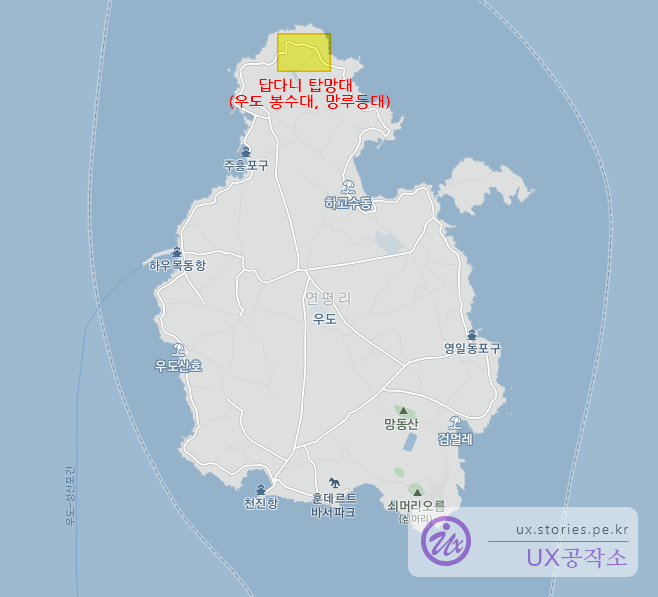 답다니 탑망대
(우도 봉수대, 망루등대)
주흥포구
하고수동
하우목동항
연평리
우도
영일동포구
우도산호
망동산
검멀레
우도-성산포간
천진항
훈데르트
바서파크
쇠머리오름
(섬머리)
ux.stories.pe.kr
Ux
UX공작소